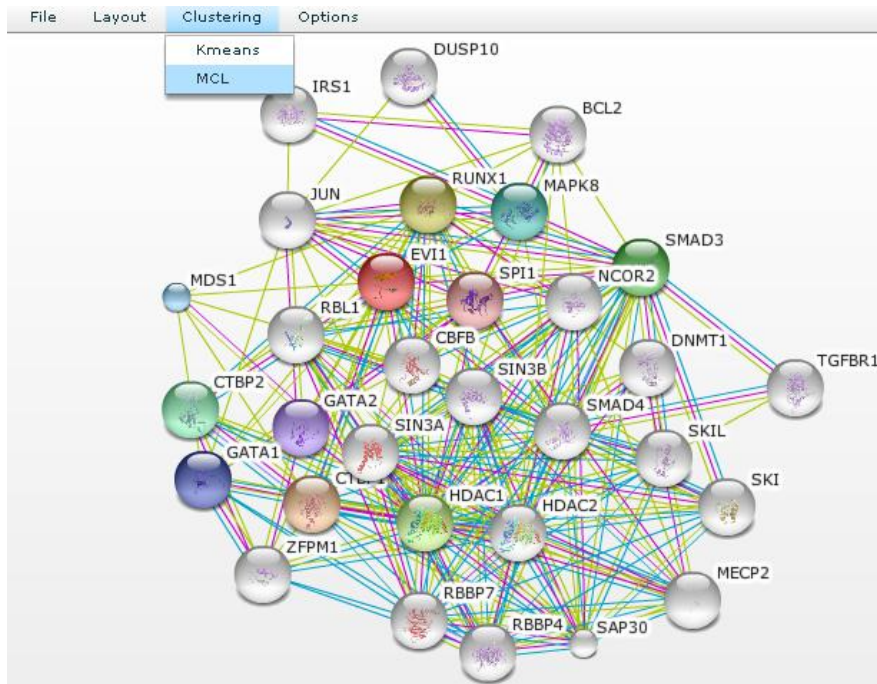 File Layout Clustering Options
Kmeans
MCL
DUSP10
IRS1
BCL2
RUNX1
MAPK8
JUN
SMAD3
EVI1
SPI1
NCOR2
MDS1
RBL1
CBFB
DNMT1
TGFBR1
SIN3B
CTBP2
GATA2
SMAD4
SIN3A
SKIL
GATA1
CTBP1
SKI
HDAC1
HDAC2
ZFPM1
MECP2
RBBP7
RBBP4
SAP30